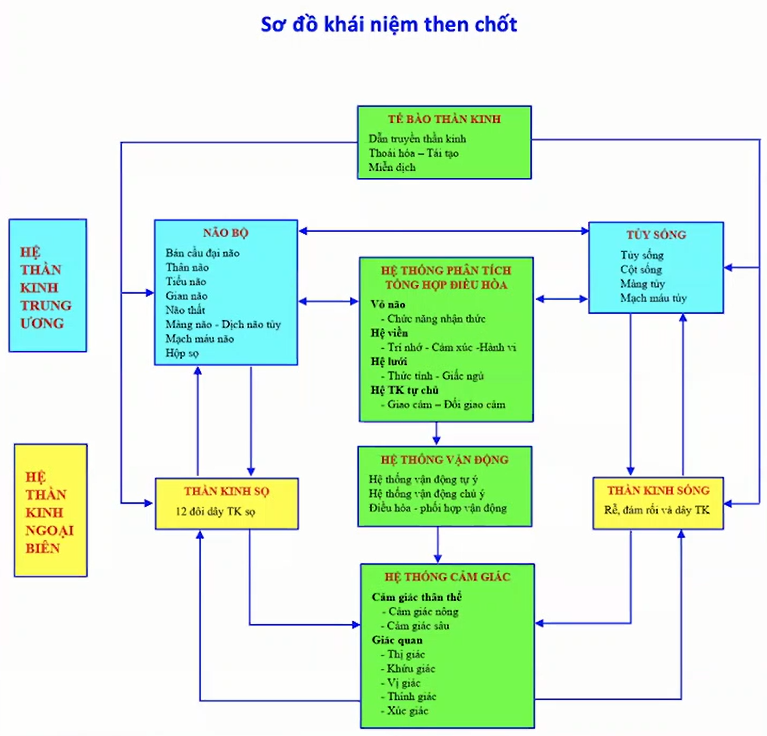 Sơ đồ khái niệm then chốt
TẾ BÀO THẦN KINH
Dẫn truyền thần kinh
Thoái hóa – Tái tạo
Miễn dịch
HỆ
THẦN
KINH
TRUNG
ƯƠNG
NÃO BỘ
Bán cầu đại não
Thân não
Tiểu não
Gian não
Não thất
Màng não - Dịch não tủy
Mạch máu não
Hộp sọ
HỆ THỐNG PHÂN TÍCH
TỔNG HỢP ĐIỀU HÒA
Vỏ não
- Chức năng nhận thức
Hệ viền
- Trí nhớ - Cảm xúc -Hành vi
Hệ lưới
- Thức tỉnh - Giấc ngủ
Hệ TK tự chủ
- Giao cảm – Đối giao cảm
TỦY SỐNG
Tủy sống
Cột sống
Màng tủy
Mạch máu tủy
HỆ
THẦN
KINH
NGOẠI
BIÊN
THẦN KINH SỌ
12 đôi dây TK sọ
HỆ THỐNG VẬN ĐỘNG
Hệ thống vận động tự ý
Hệ thống vận động chủ ý
Điều hòa - phối hợp vận động
THẦN KINH SỐNG
Rễ, đám rối và dây TK
HỆ THỐNG CẢM GIÁC
Cảm giác thân thể
- Cảm giác nông
- Cảm giác sâu
Giác quan
- Thị giác
- Khứu giác
- Vị giác
- Thính giác
- Xúc giác